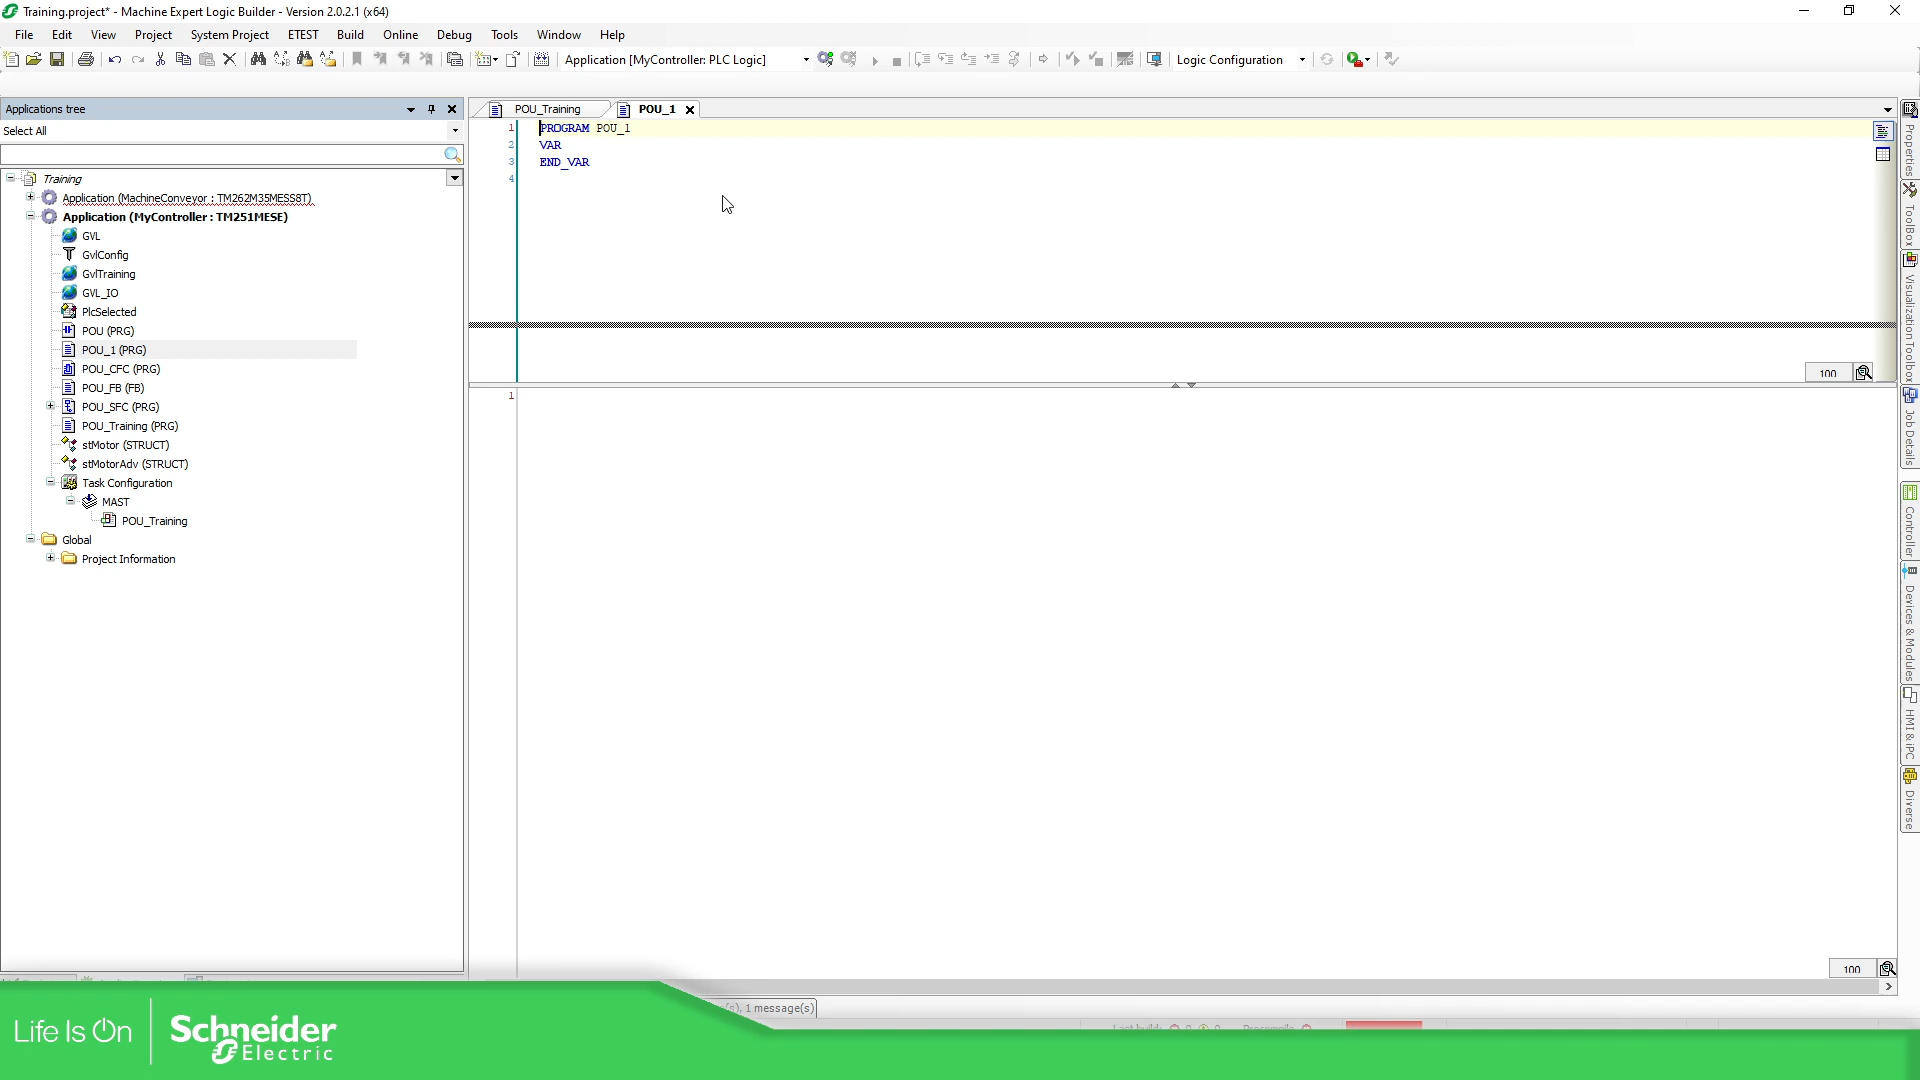 Training.project* - Machine Expert Logic Builder - Version 2.0.2.1 (x64)
File Edit View Project System Project ETEST Build Online Debug Tools Window Help
Application [MyController: PLC Logic] Logic Configuration
Applications tree
Select All
Training
Application (MachineConveyor : TM262M35MESS8T)
Application (MyController : TM251MESE)
GVL
GvlConfig
GvlTraining
GVL_IO
PlcSelected
POU (PRG)
POU_1 (PRG)
POU_CFC (PRG)
POU_FB (FB)
POU_SFC (PRG)
POU_Training (PRG)
stMotor (STRUCT)
stMotorAdv (STRUCT)
Task Configuration
MAST
POU_Training
Global
Project Information
POU_Training POU_1
1 PROGRAM POU_1
2 VAR
3 END_VAR
4
100
1
100
Properties
ToolBox
Visualization Toolbox
Job Details
Controller
Devices & Modules
HMI & iPC
Diverse
1 message(s)
Life Is On
Schneider
Electric